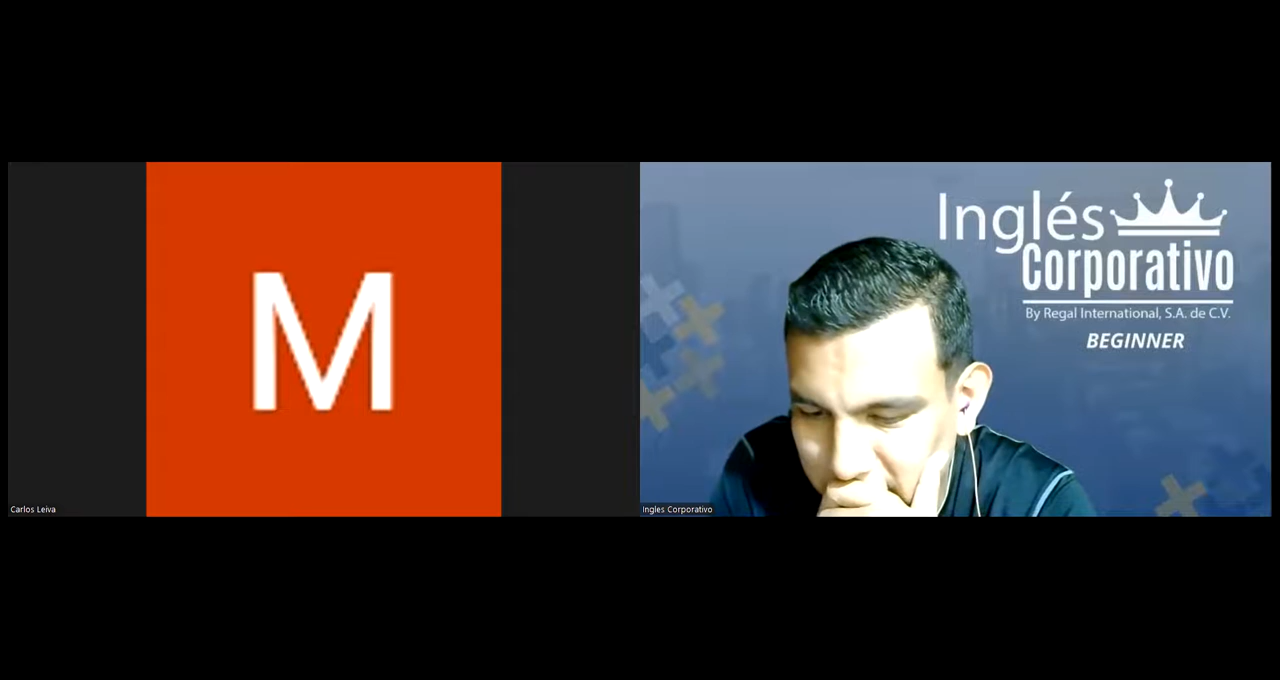 M
Carlos Leiva
Inglés
Corporativo
By Regal International, S.A. de C.V.
BEGINNER
Ingles Corporativo